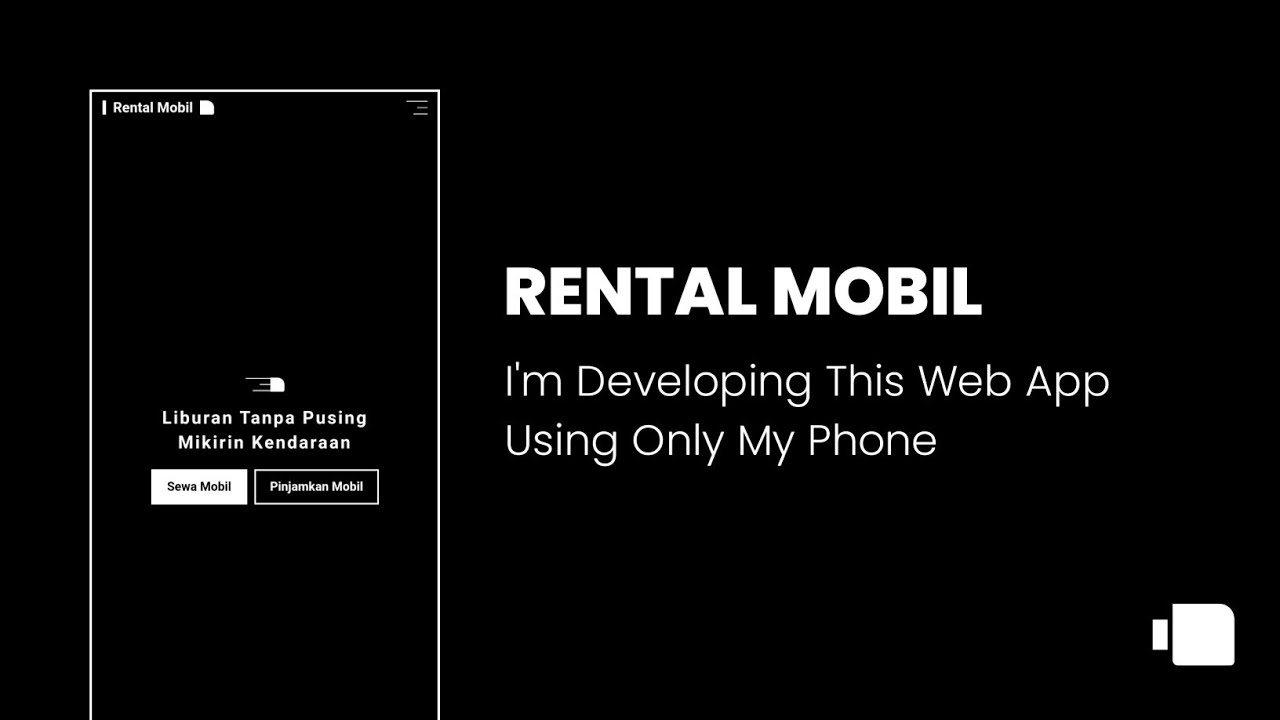 Rental Mobil
Liburan Tanpa Pusing
Mikirin Kendaraan
Sewa Mobil
Pinjamkan Mobil
RENTAL MOBIL
I'm Developing This Web App
Using Only My Phone